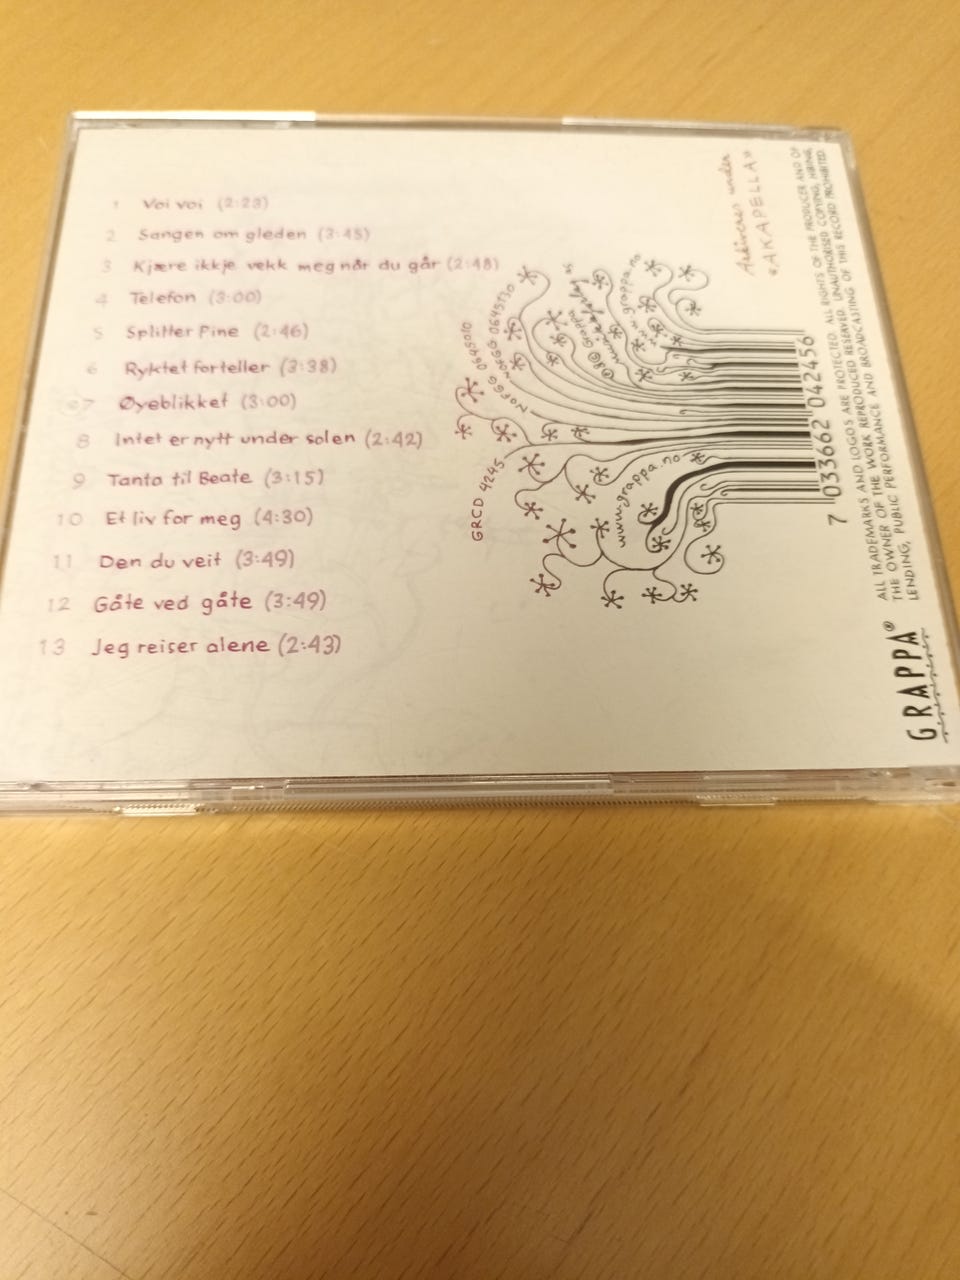 1 Voi voi (2:23)
2 Sangen om gleden (3:45)
3 Kjære ikkje vekk meg når du går (2:48)
4 Telefon (3:00)
5 Splitter Pine (2:46)
6 Ryktet forteller (3:38)
7 Øyeblikket (3:00)
8 Intet er nytt under solen (2:42)
9 Tanta til Beate (3:15)
10 Et liv for meg (4:30)
11 Den du veit (3:49)
12 Gåte ved gåte (3:49)
13 Jeg reiser alene (2:43)
GRCD 4245
www.grappa.no
www.grappa.no
Arkiveres under
«AKAPELLA»
7 033662 042456
ALL TRADEMARKS AND LOGOS ARE PROTECTED. ALL RIGHTS OF THE PRODUCER AND OF
THE OWNER OF THE WORK REPRODUCED RESERVED. UNAUTHORISED COPYING, HIRING,
LENDING, PUBLIC PERFORMANCE AND BROADCASTING OF THIS RECORD PROHIBITED.
GRAPPA®